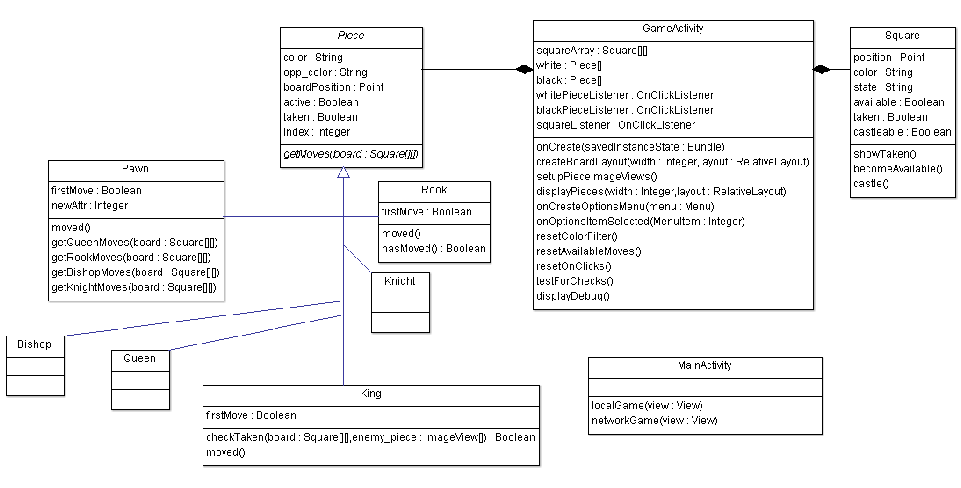 Piece
color : String
opp_color : String
boardPosition : Point
active : Boolean
taken : Boolean
index : Integer
getMoves(board : Square[][])
GameActivity
squareArray : Square[][]
white : Piece[]
black : Piece[]
whitePieceListener : OnClickListener
blackPieceListener : OnClickListener
squareListener : OnClickListener
onCreate(savedInstanceState : Bundle)
createBoardLayout(width : Integer, layout : RelativeLayout)
setupPieceImageViews()
displayPieces(width : Integer,layout : RelativeLayout)
onCreateOptionsMenu(menu : Menu)
onOptionItemSelected(MenuItem : Integer)
resetColorFilter()
resetAvailableMoves()
resetOnClicks()
testForChecks()
displayDebug()
Square
position : Point
color : String
state : String
available : Boolean
taken : Boolean
castleable : Boolean
showTaken()
becomeAvailable()
castle()
Pawn
firstMove : Boolean
newAttr : Integer
moved()
getQueenMoves(board : Square[][])
getRookMoves(board : Square[][])
getBishopMoves(board : Square[][])
getKnightMoves(board : Square[][])
Rook
firstMove : Boolean
moved()
hasMoved() : Boolean
Knight
Bishop
Queen
King
firstMove : Boolean
checkTaken(board : Square[][],enemy_piece : ImageView[]) : Boolean
moved()
MainActivity
localGame(view : View)
networkGame(view : View)